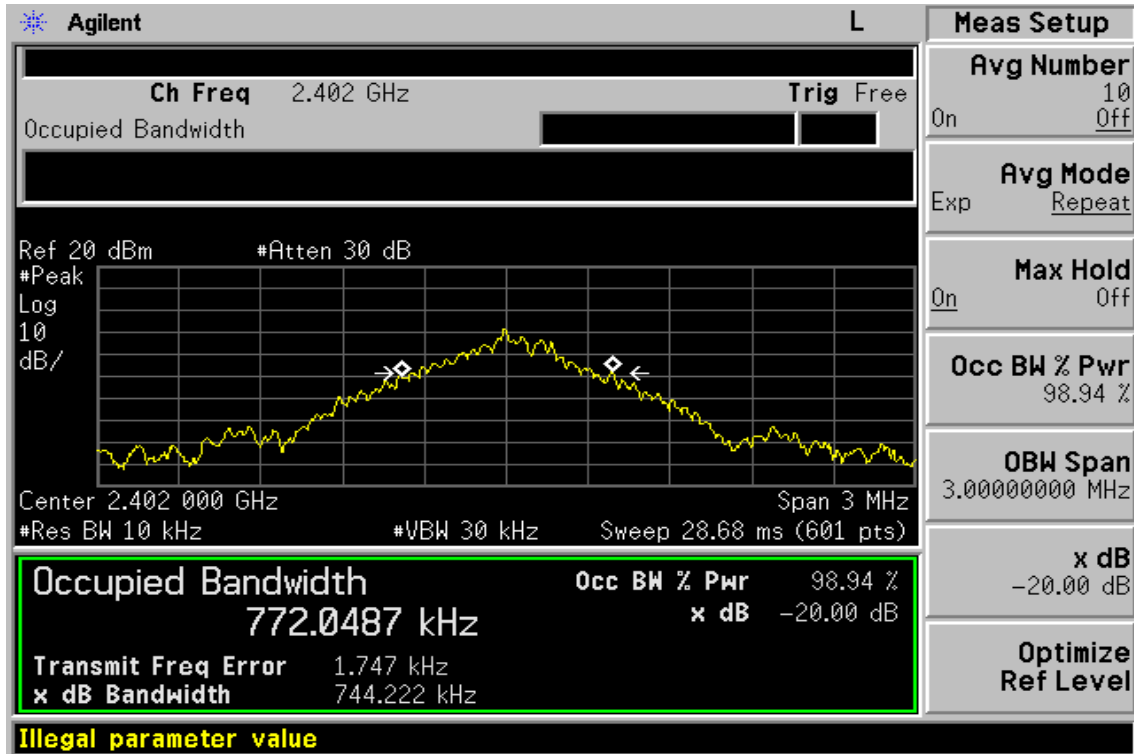 Agilent
L
Ch Freq 2.402 GHz
Trig Free
Occupied Bandwidth
Ref 20 dBm
#Atten 30 dB
#Peak
Log
10
dB/
Center 2.402 000 GHz
Span 3 MHz
#Res BW 10 kHz
#VBW 30 kHz
Sweep 28.68 ms (601 pts)
Occupied Bandwidth
772.0487 kHz
Occ BW % Pwr 98.94 %
x dB -20.00 dB
Transmit Freq Error 1.747 kHz
x dB Bandwidth 744.222 kHz
Illegal parameter value
Meas Setup
Avg Number
10
On Off
Avg Mode
Exp Repeat
Max Hold
On Off
Occ BW % Pwr
98.94 %
OBW Span
3.00000000 MHz
x dB
-20.00 dB
Optimize
Ref Level